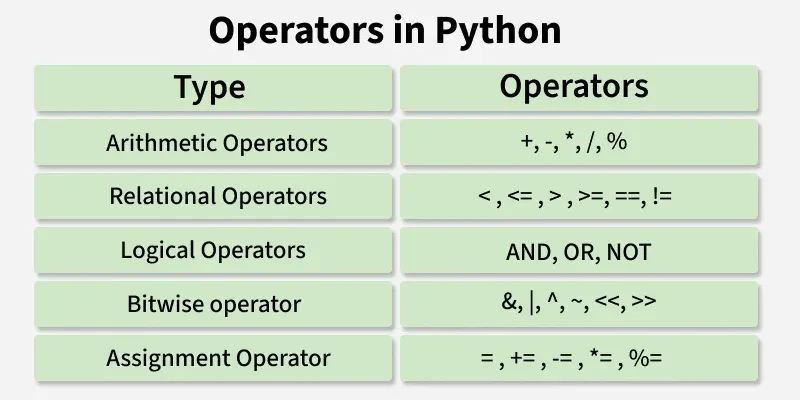 Operators in Python
Type Operators
Arithmetic Operators +, -, *, /, %
Relational Operators < , <= , > , >=, ==, !=
Logical Operators AND, OR, NOT
Bitwise operator &, |, ^, ~, <<, >>
Assignment Operator = , += , -= , *= , %=